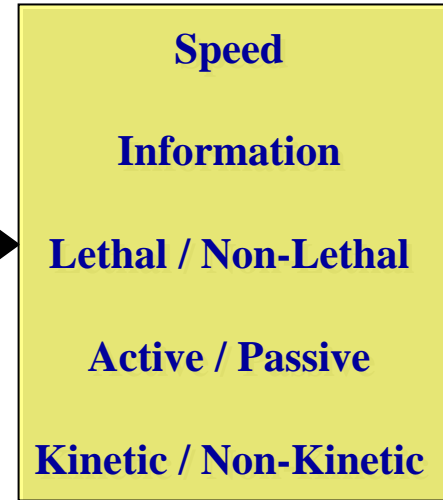 Speed
Information
Lethal / Non-Lethal
Active / Passive
Kinetic / Non-Kinetic